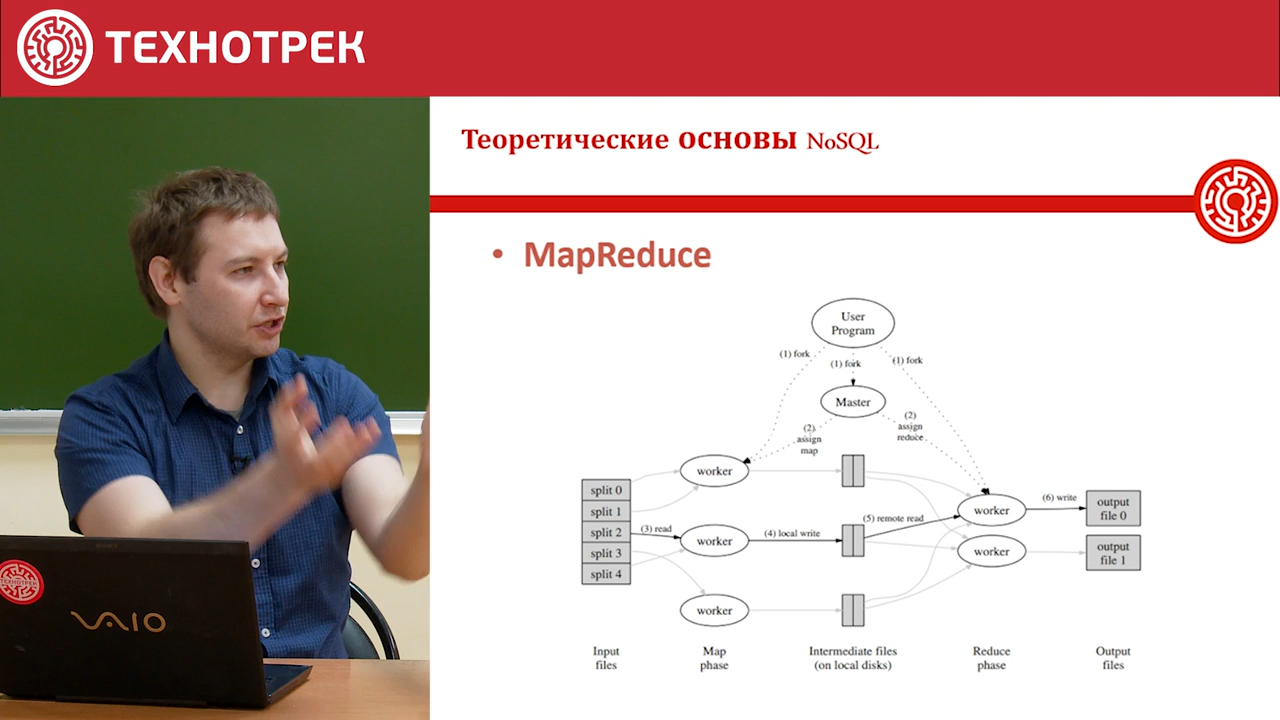 ТЕХНОТРЕК
Теоретические основы NoSQL
• MapReduce
User
Program
(1) fork
(1) fork
(1) fork
Master
(2)
assign
map
(2)
assign
reduce
worker
split 0
split 1
split 2
split 3
split 4
(3) read
worker
(4) local write
(5) remote read
worker
(6) write
output
file 0
worker
output
file 1
worker
Input
files
Map
phase
Intermediate files
(on local disks)
Reduce
phase
Output
files
ТЕХНОТРЕК
VAIO